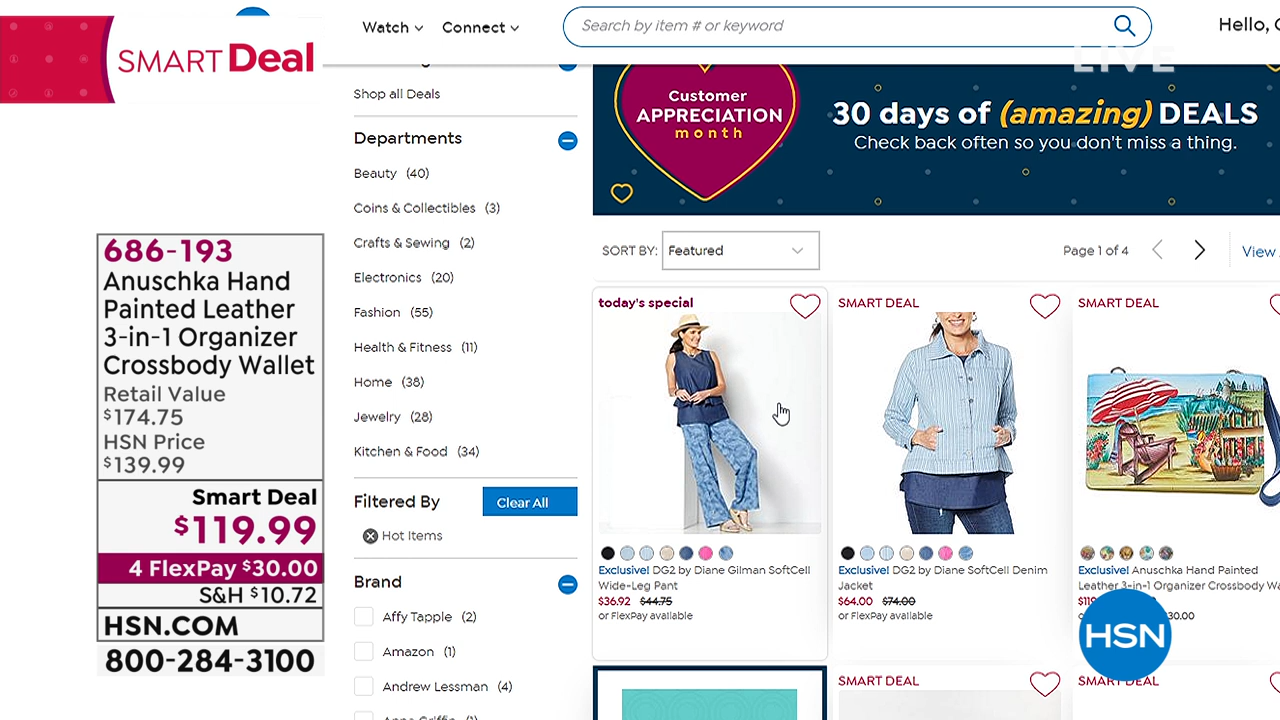 SMART Deal
Watch
Connect
Search by item # or keyword
Hello,
LIVE
Shop all Deals
Departments
Beauty (40)
Coins & Collectibles (3)
Crafts & Sewing (2)
Electronics (20)
Fashion (55)
Health & Fitness (11)
Home (38)
Jewelry (28)
Kitchen & Food (34)
Filtered By
Clear All
Hot Items
Brand
Affy Tapple (2)
Amazon (1)
Andrew Lessman (4)
686-193
Anuschka Hand
Painted Leather
3-in-1 Organizer
Crossbody Wallet
Retail Value
$174.75
HSN Price
$139.99
Smart Deal
$119.99
4 FlexPay $30.00
S&H $10.72
HSN.COM
800-284-3100
Customer
APPRECIATION
month
30 days of (amazing) DEALS
Check back often so you don't miss a thing.
SORT BY: Featured
Page 1 of 4
View
today's special
Exclusive! DG2 by Diane Gilman SoftCell
Wide-Leg Pant
$36.92 $44.75
or FlexPay available
SMART DEAL
Exclusive! DG2 by Diane SoftCell Denim
Jacket
$64.00 $74.00
or FlexPay available
SMART DEAL
Exclusive! Anuschka Hand Painted
Leather 3-in-1 Organizer Crossbody
30.00
HSN
SMART DEAL
SMART DEAL